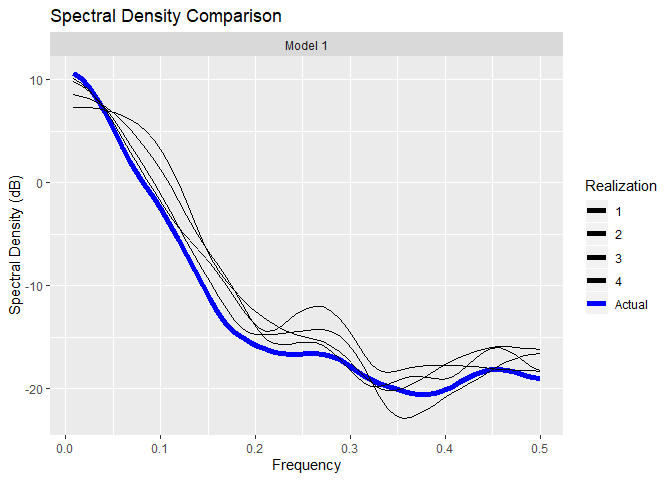 Spectral Density Comparison
Model 1
Spectral Density (dB)
10
0
-10
-20
0.0 0.1 0.2 0.3 0.4 0.5
Frequency
Realization
1
2
3
4
Actual